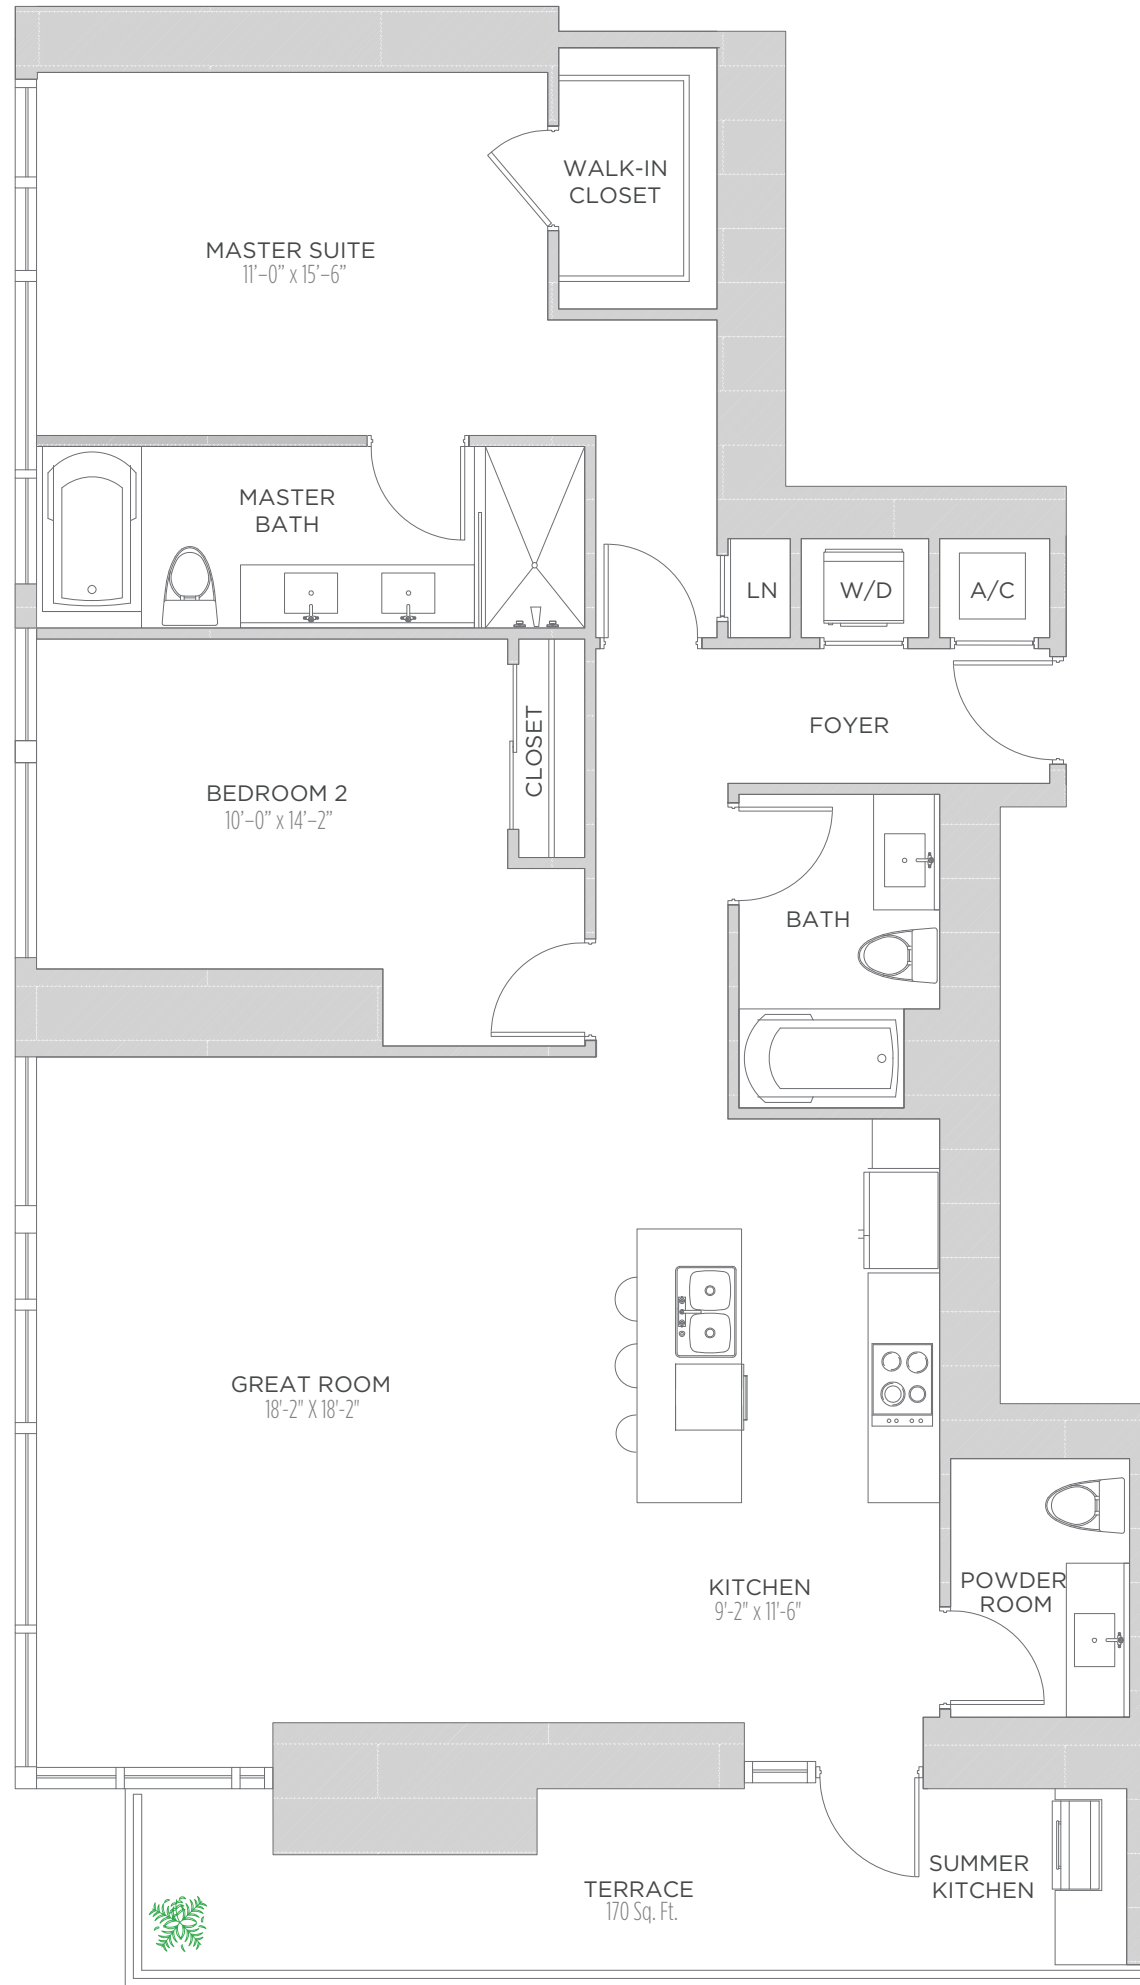 WALK-IN
CLOSET
MASTER SUITE
11'–0" x 15'–6"
MASTER
BATH
LN
W/D
A/C
FOYER
CLOSET
BEDROOM 2
10'–0" x 14'–2"
BATH
GREAT ROOM
18'-2" X 18'-2"
KITCHEN
9'-2" x 11'-6"
POWDER
ROOM
SUMMER
KITCHEN
TERRACE
170 Sq. Ft.